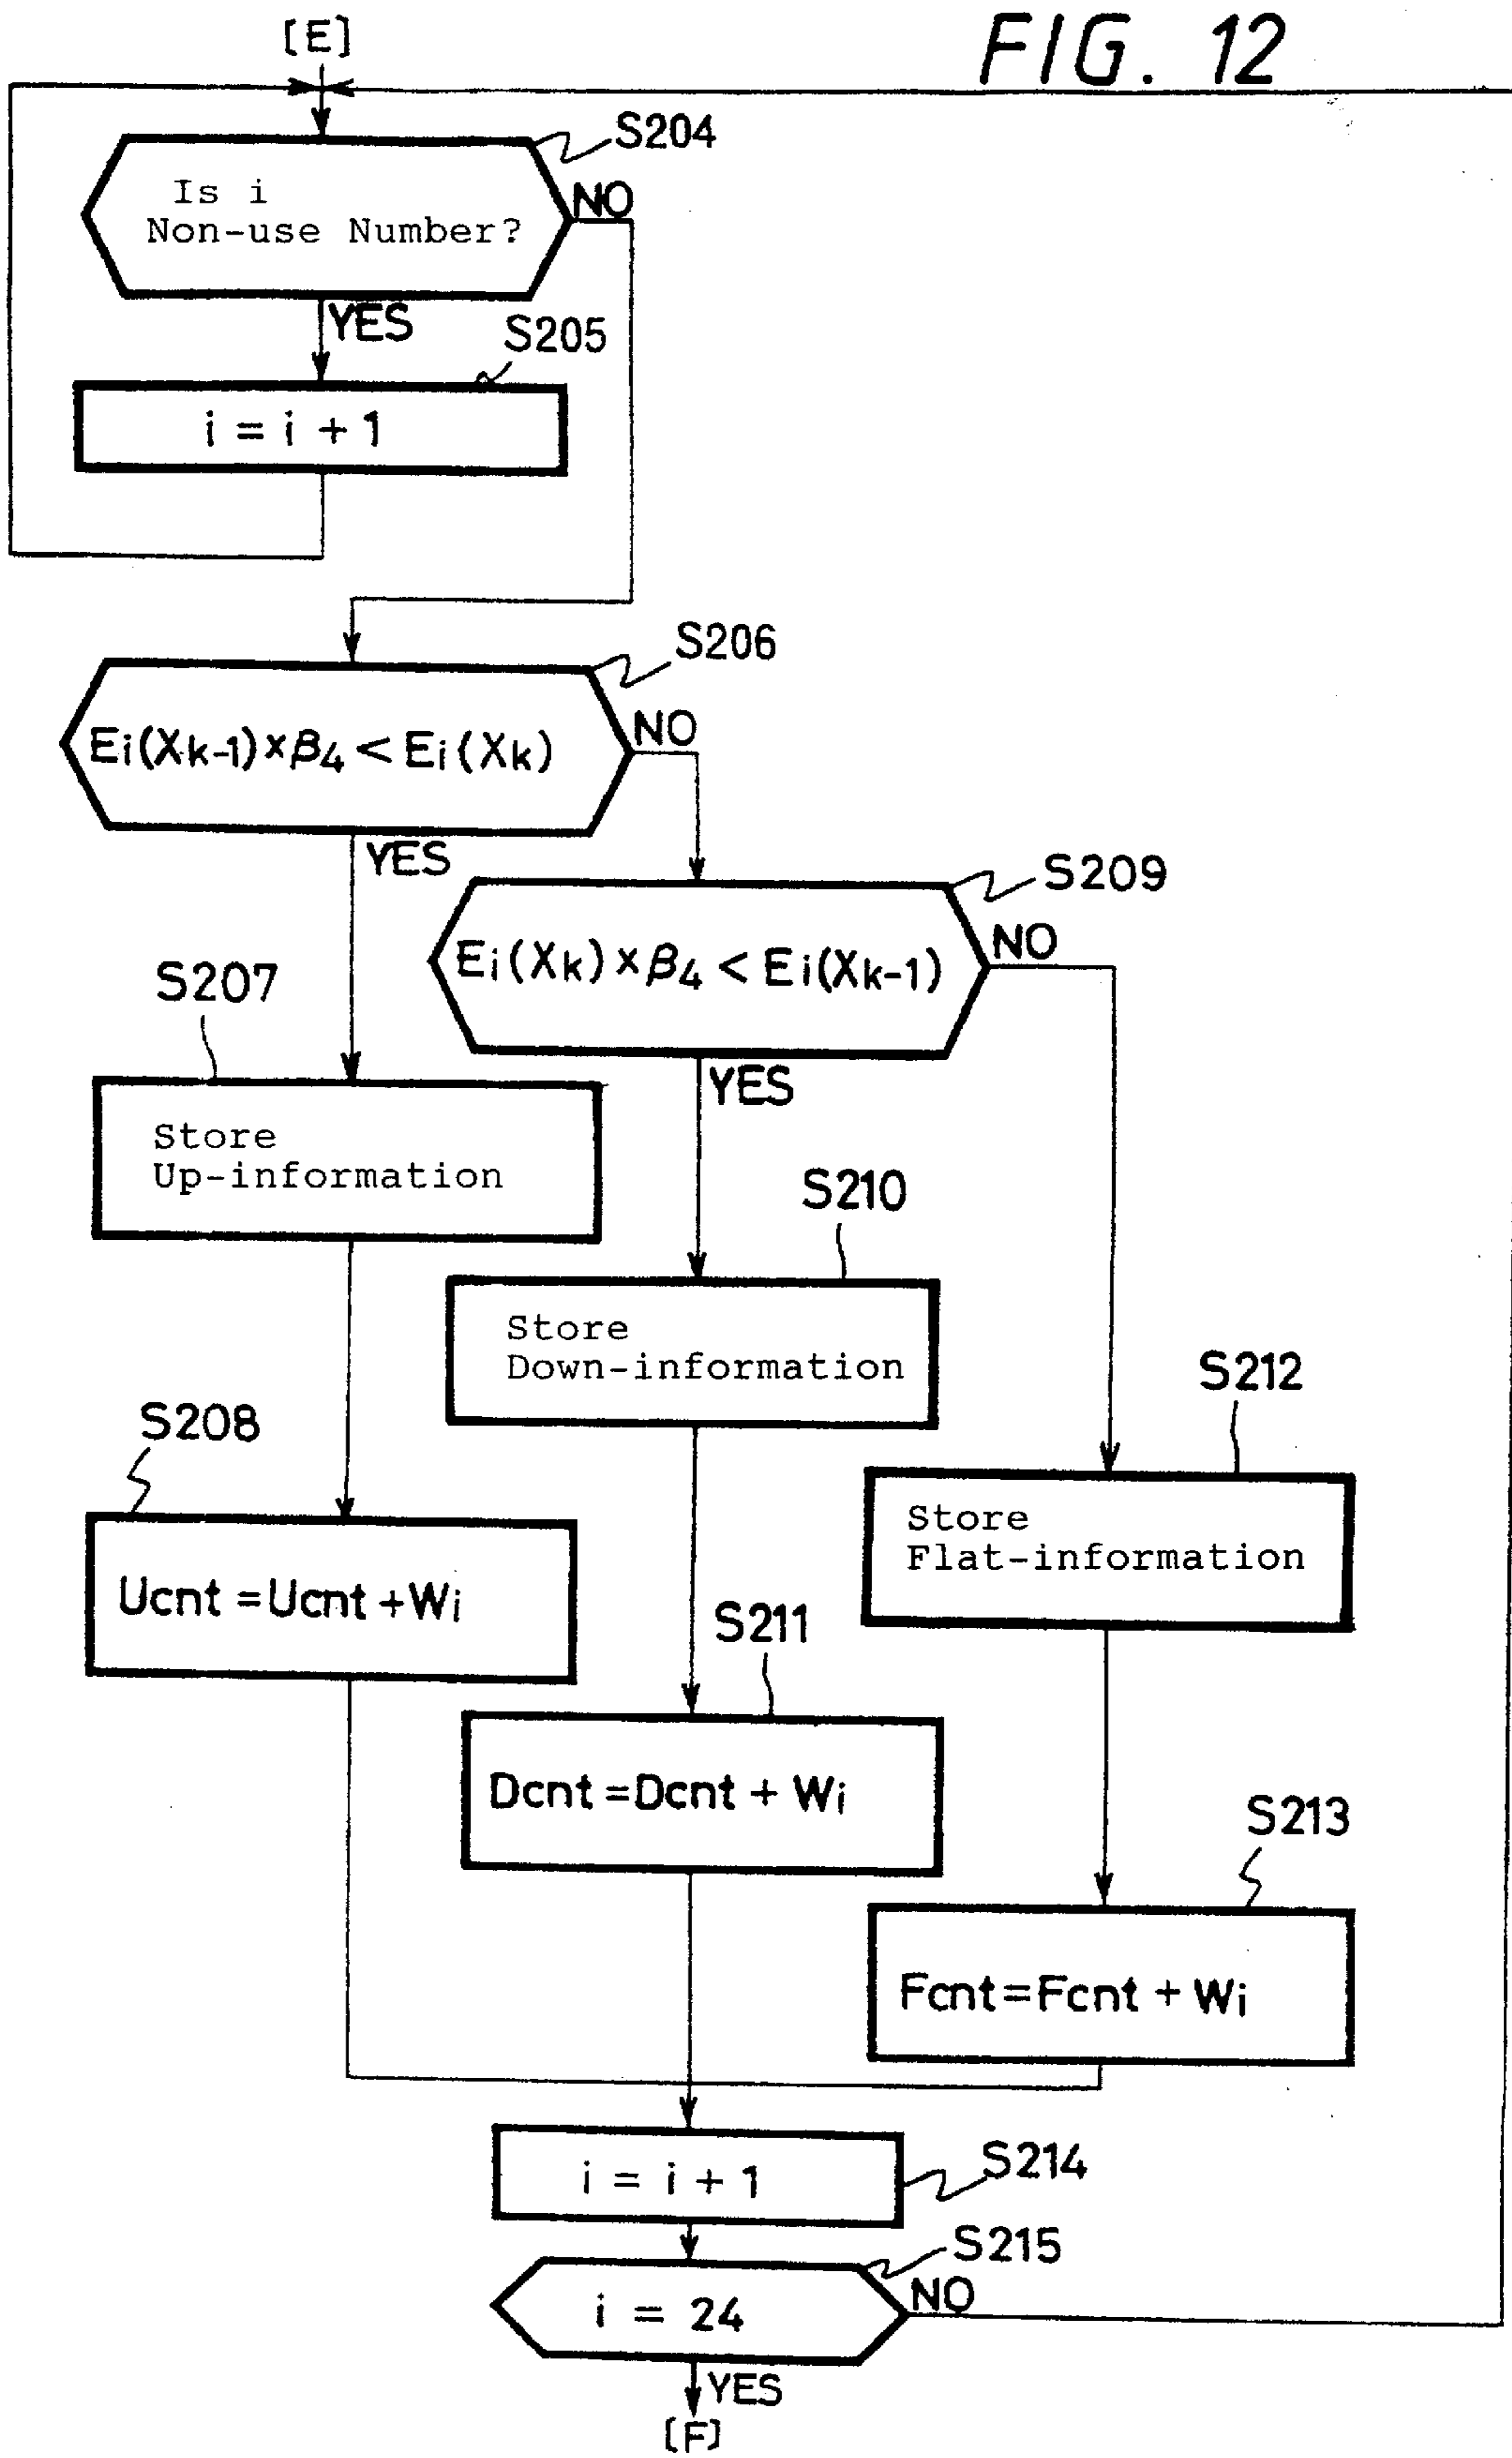 FIG. 12
[E]
S204
Is i
Non-use Number?
NO
YES
S205
i = i + 1
S206
Ei(Xk-1)×β4 < Ei(Xk)
NO
YES
S209
Ei(Xk)×β4 < Ei(Xk-1)
NO
S207
YES
Store
Up-information
S210
Store
Down-information
S212
S208
Store
Flat-information
Ucnt = Ucnt + Wi
S211
Dcnt = Dcnt + Wi
S213
Fcnt = Fcnt + Wi
S214
i = i + 1
S215
i = 24
NO
YES
[F]